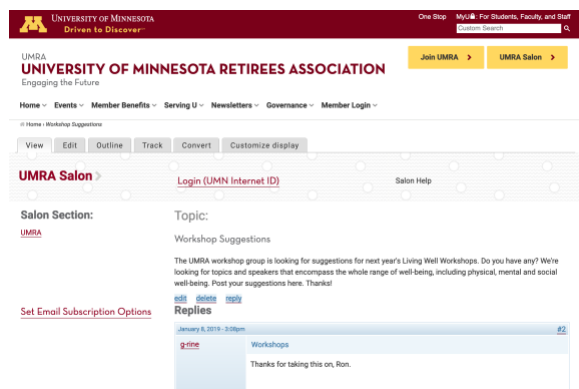 UNIVERSITY OF MINNESOTA
Driven to Discover
One Stop MyU: For Students, Faculty, and Staff
Custom Search
UMRA
UNIVERSITY OF MINNESOTA RETIREES ASSOCIATION
Engaging the Future
Join UMRA >
UMRA Salon >
Home Events Member Benefits Serving U Newsletters Governance Member Login
Home › Workshop Suggestions
View Edit Outline Track Convert Customize display
UMRA Salon >
Login (UMN Internet ID)
Salon Help
Salon Section:
UMRA
Set Email Subscription Options
Topic:
Workshop Suggestions
The UMRA workshop group is looking for suggestions for next year's Living Well Workshops. Do you have any? We're
looking for topics and speakers that encompass the whole range of well-being, including physical, mental and social
well-being. Post your suggestions here. Thanks!
edit delete reply
Replies
January 8, 2019 - 3:08pm #2
g-rine
Workshops
Thanks for taking this on, Ron.